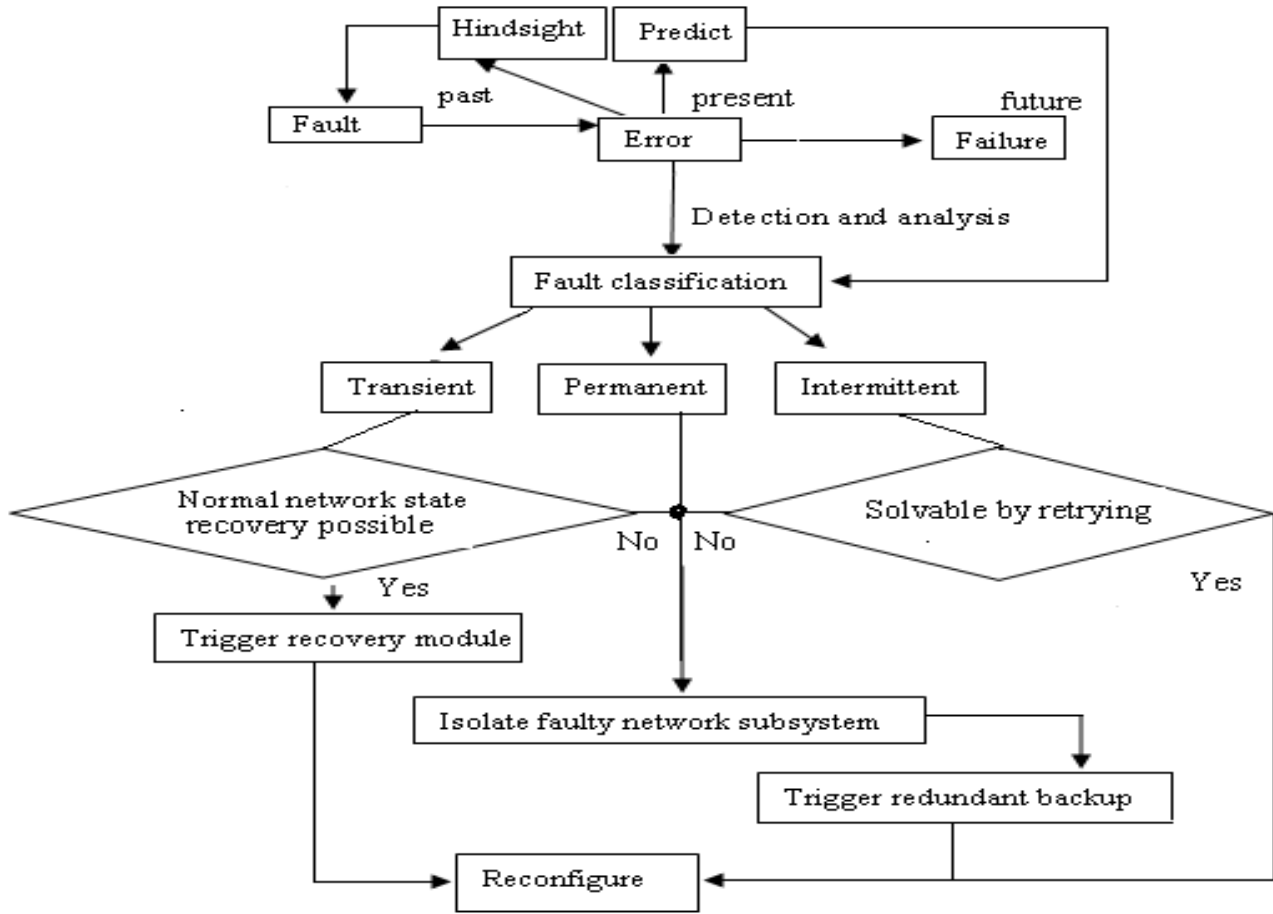 Hindsight
Predict
past
present
future
Fault
Error
Failure
Detection and analysis
Fault classification
Transient
Permanent
Intermittent
Normal network state
recovery possible
Solvable by retrying
No
No
Yes
Yes
Trigger recovery module
Isolate faulty network subsystem
Trigger redundant backup
Reconfigure